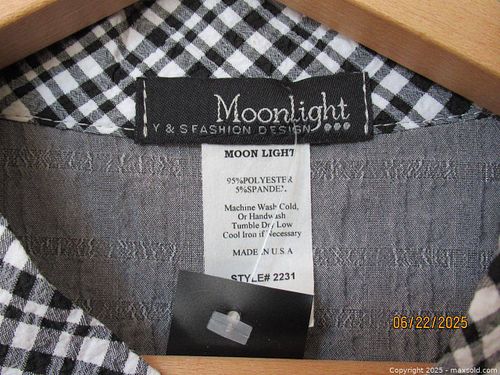 Moonlight
Y & S FASHION DESIGN
MOON LIGHT
95%POLYESTER
5%SPANDEX
Machine Wash Cold,
Or Handwash
Tumble Dry Low
Cool Iron if Necessary
MADE IN U.S.A
STYLE# 2231
06/22/2025
Copyright © 2025 - maxsold.com